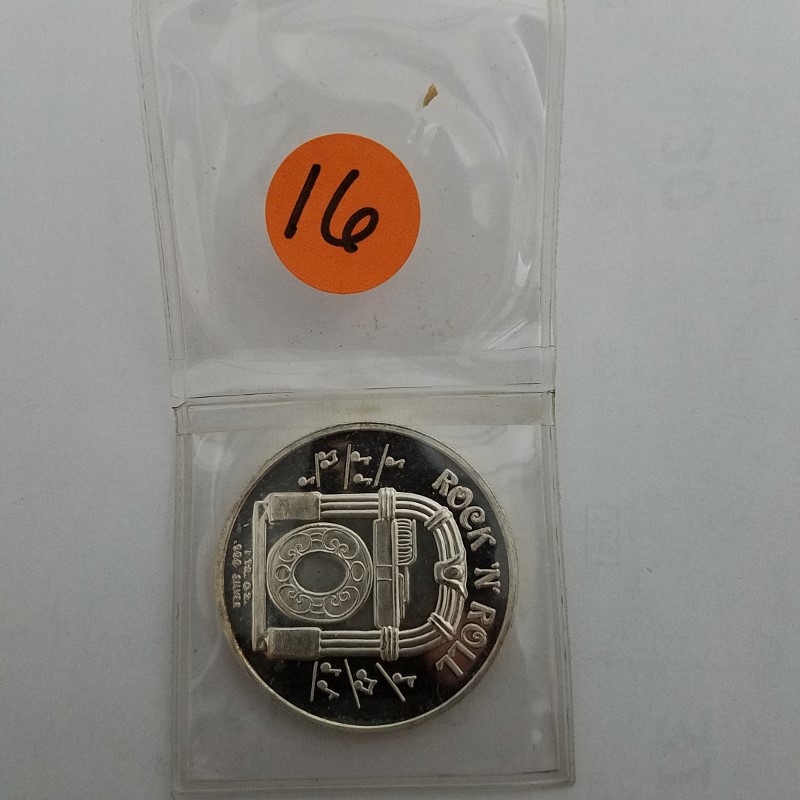 16
ROCK 'N' ROLL
1 TR. OZ.
.999 SILVER